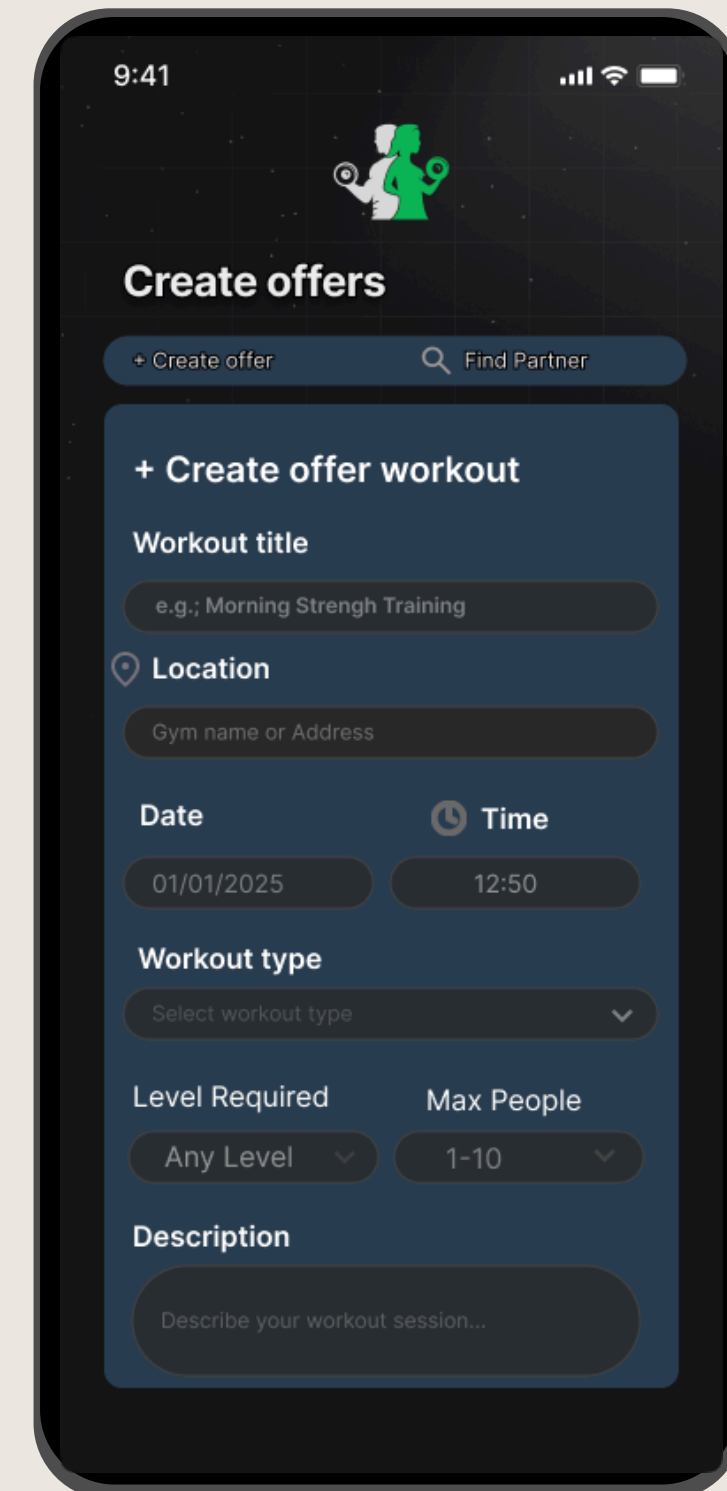 9:41
Create offers
+ Create offer Find Partner
+ Create offer workout
Workout title
e.g.; Morning Strengh Training
Location
Gym name or Address
Date Time
01/01/2025 12:50
Workout type
Select workout type
Level Required Max People
Any Level 1-10
Description
Describe your workout session...